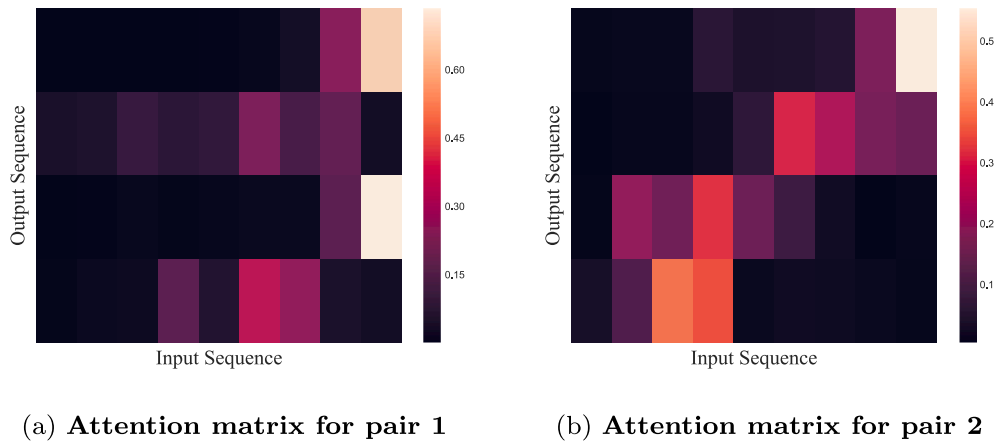 Output Sequence
0.60
0.45
0.30
0.15
Input Sequence
Output Sequence
0.5
0.4
0.3
0.2
0.1
Input Sequence
(a) Attention matrix for pair 1
(b) Attention matrix for pair 2